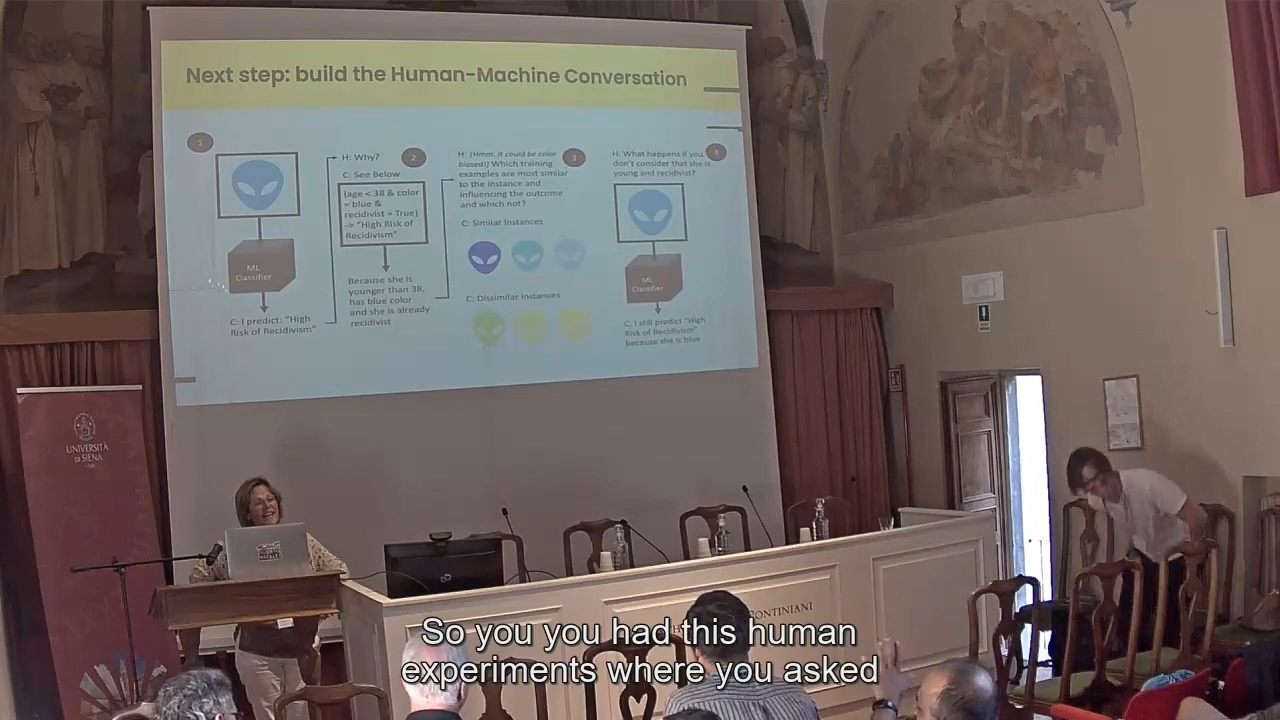 Next step: build the Human-Machine Conversation
1
ML
Classifier
C: I predict: "High
Risk of Recidivism"
H: Why?
2
C: See Below
(age < 38 & color
= blue &
recidivist = True)
-> "High Risk of
Recidivism"
Because she is
younger than 38,
has blue color
and she is already
recidivist
H: (Hmm. It could be color
3
biased!) Which training
examples are most similar
to the instance and
influencing the outcome
and which not?
C: Similar Instances
C: Dissimilar Instances
H: What happens if you
4
don't consider that she is
young and recidivist?
ML
Classifier
C: I still predict "High
Risk of Recidivism"
because she is blue
UNIVERSITÀ
DI SIENA
PONTINIANI
So you you had this human
experiments where you asked